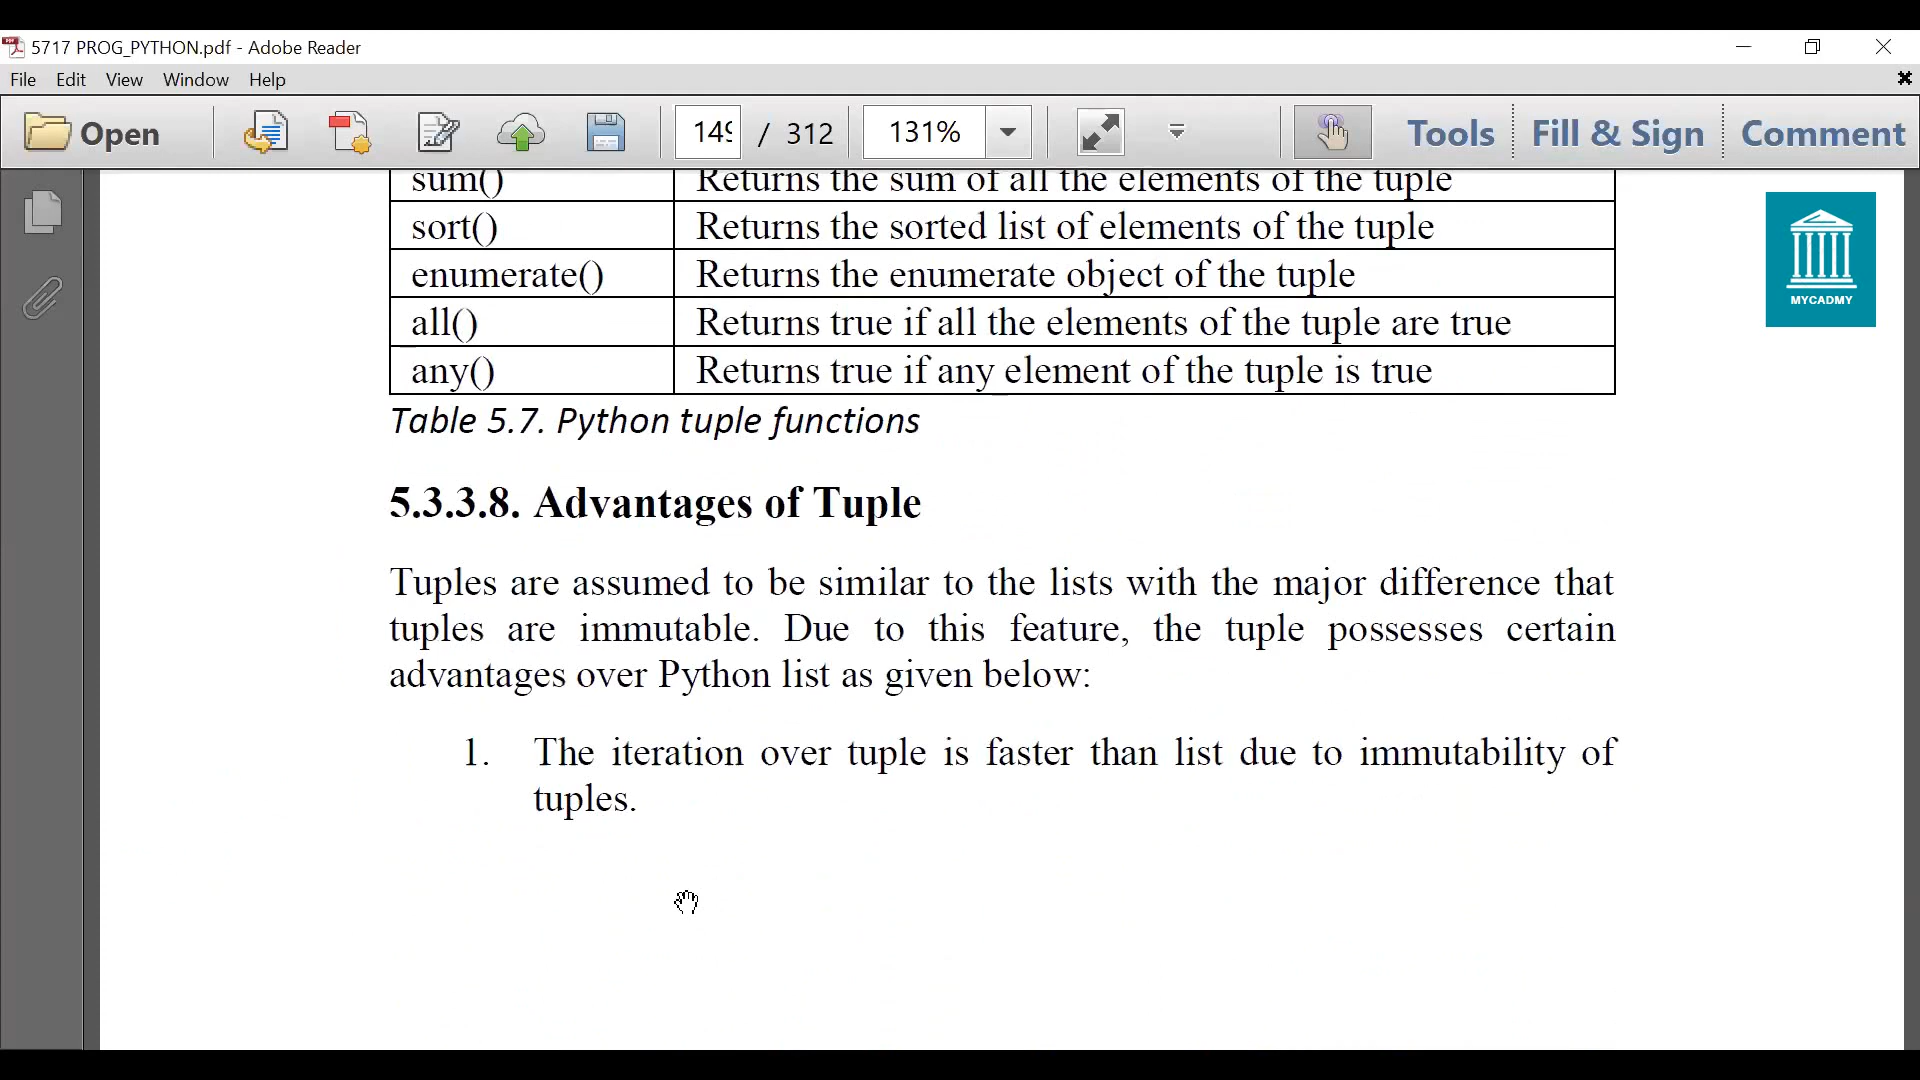 5717 PROG_PYTHON.pdf - Adobe Reader
File Edit View Window Help
Open 149 / 312 131% Tools Fill & Sign Comment
sum() Returns the sum of all the elements of the tuple
sort() Returns the sorted list of elements of the tuple
enumerate() Returns the enumerate object of the tuple
all() Returns true if all the elements of the tuple are true
any() Returns true if any element of the tuple is true
MYCADMY
Table 5.7. Python tuple functions
5.3.3.8. Advantages of Tuple
Tuples are assumed to be similar to the lists with the major difference that
tuples are immutable. Due to this feature, the tuple possesses certain
advantages over Python list as given below:
1. The iteration over tuple is faster than list due to immutability of
tuples.